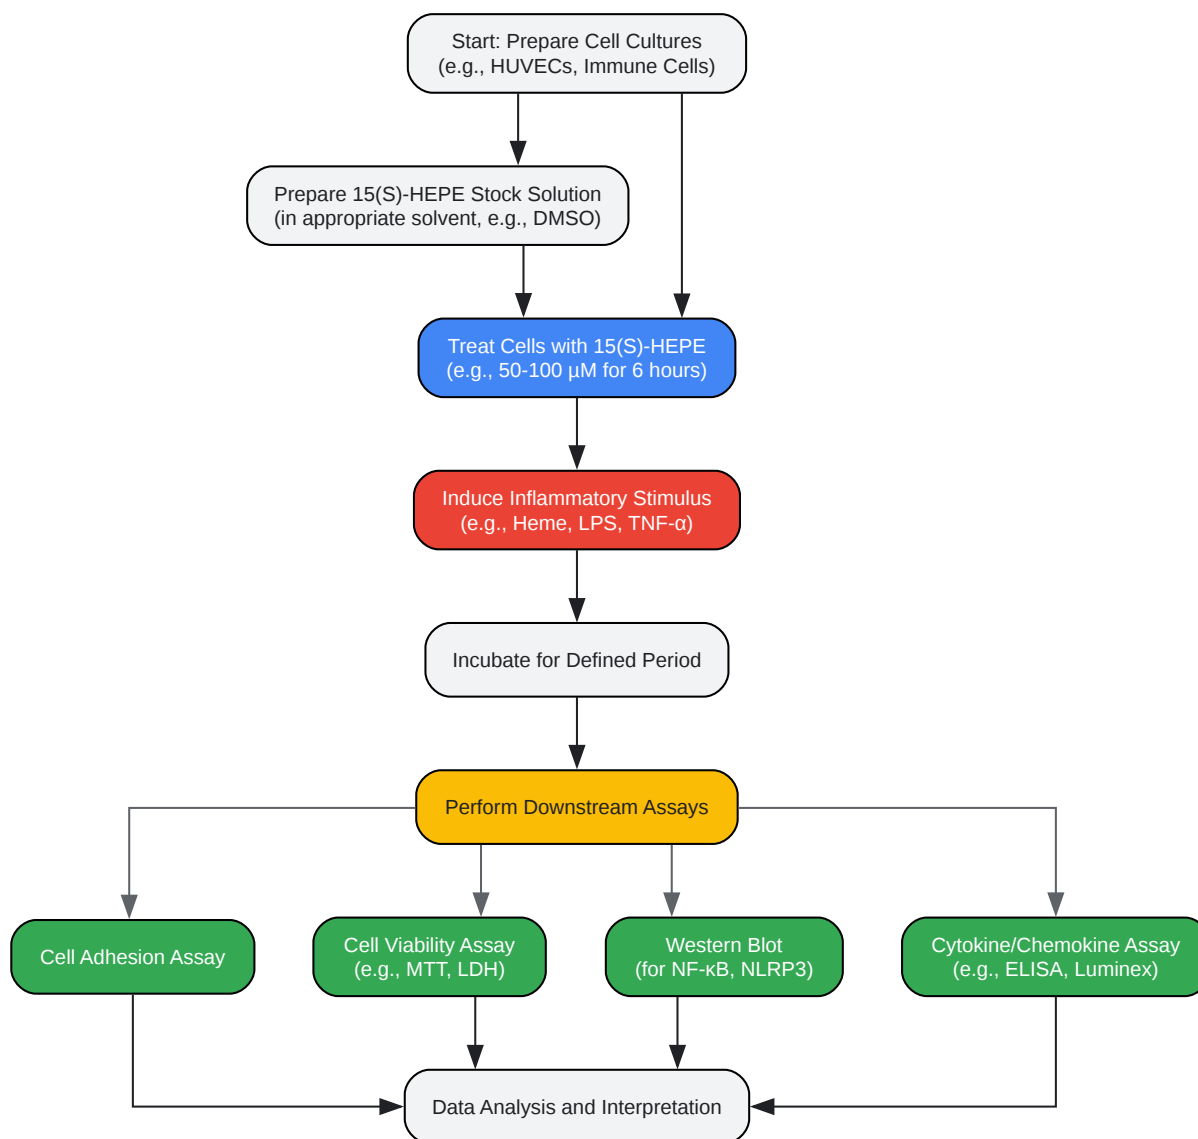 Start: Prepare Cell Cultures
(e.g., HUVECs, Immune Cells)
Prepare 15(S)-HEPE Stock Solution
(in appropriate solvent, e.g., DMSO)
Treat Cells with 15(S)-HEPE
(e.g., 50-100 µM for 6 hours)
Induce Inflammatory Stimulus
(e.g., Heme, LPS, TNF-α)
Incubate for Defined Period
Perform Downstream Assays
Cell Adhesion Assay
Cell Viability Assay
(e.g., MTT, LDH)
Western Blot
(for NF-κB, NLRP3)
Cytokine/Chemokine Assay
(e.g., ELISA, Luminex)
Data Analysis and Interpretation